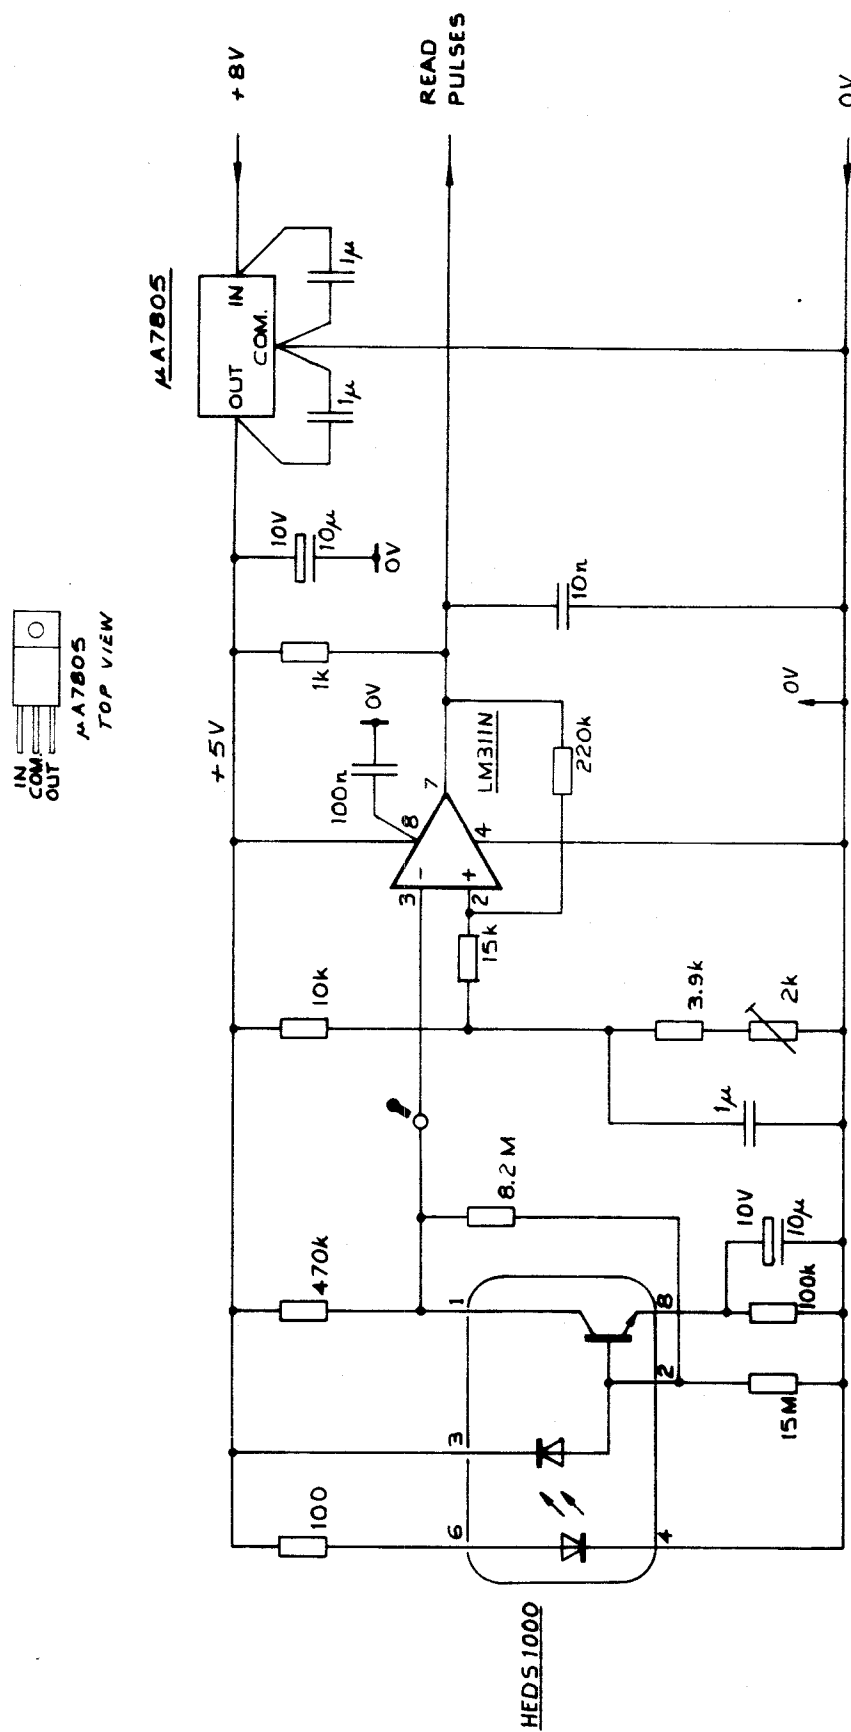 IN
COM.
OUT
μA7805
TOP VIEW
μA7805
+8V
OUT
IN
COM.
1μ
1μ
+5V
10V
10μ
0V
1k
READ
PULSES
100n
0V
10n
8
7
LM311N
220k
3
-
2
+
4
0V
15k
10k
3.9k
2k
1μ
470k
8.2M
10V
10μ
100k
15M
1
8
2
3
100
6
4
HEDS1000
0V